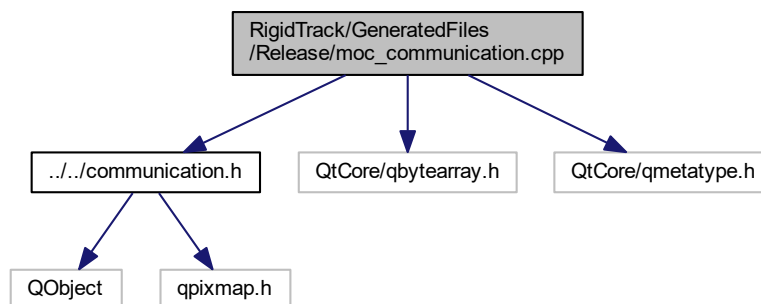 RigidTrack/GeneratedFiles
/Release/moc_communication.cpp
../../communication.h
QtCore/qbytearray.h
QtCore/qmetatype.h
QObject
qpixmap.h